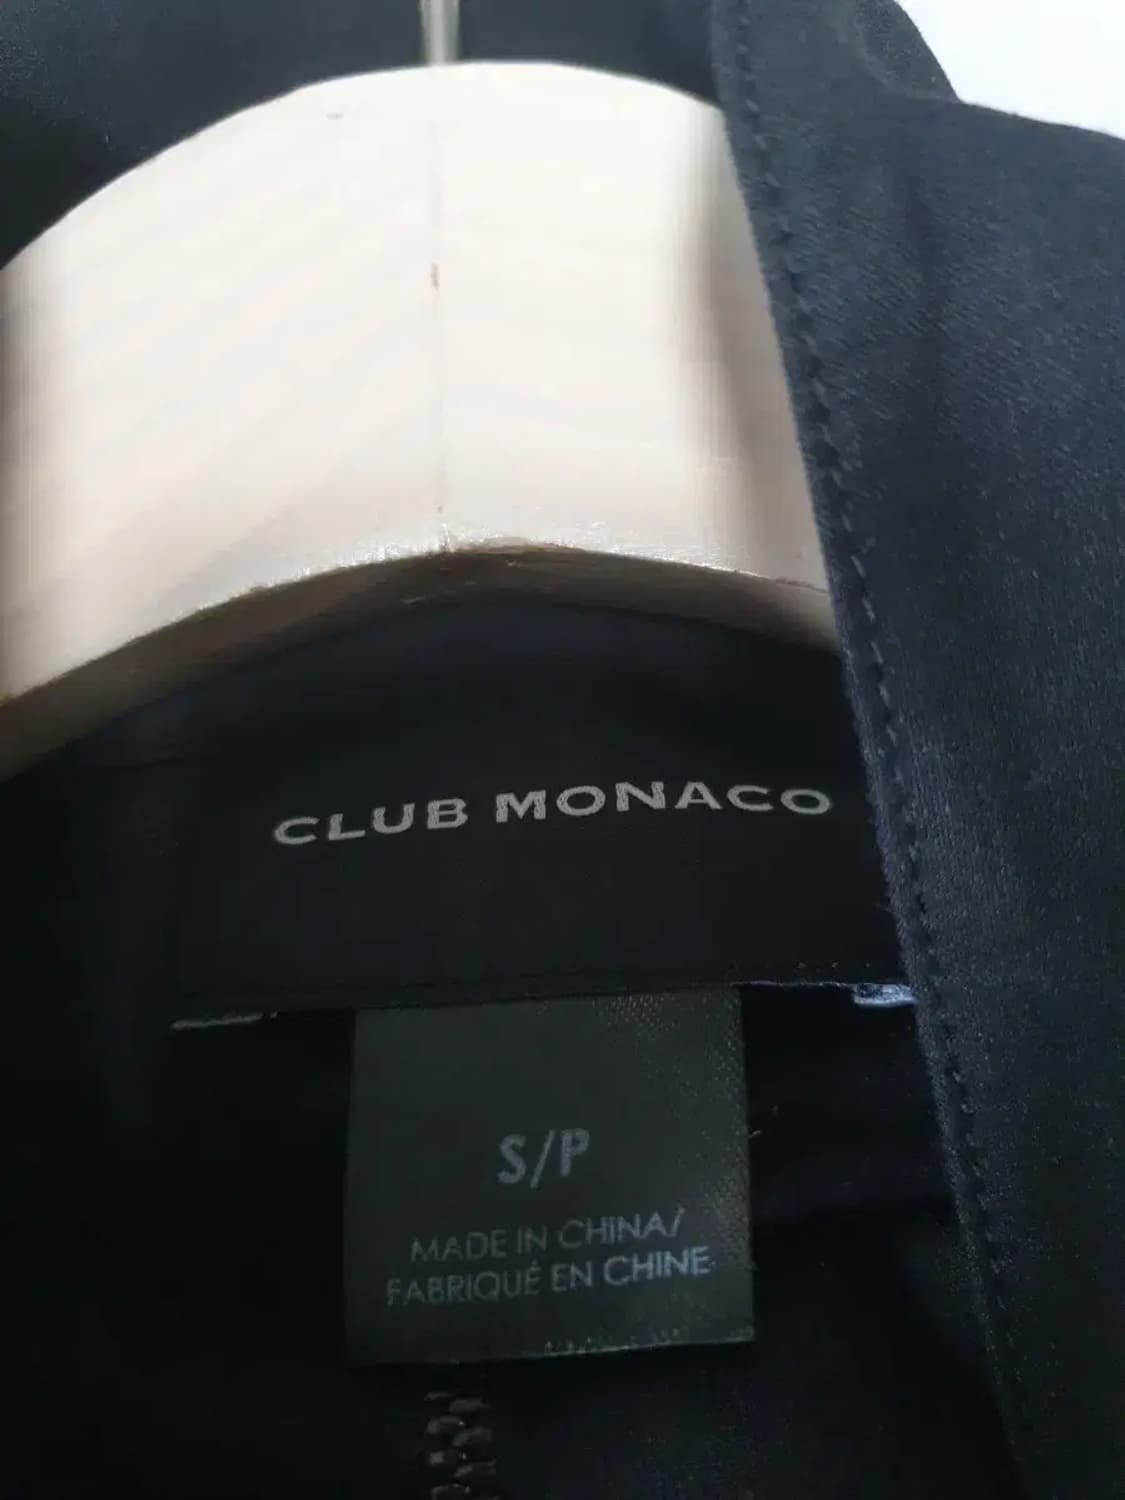 CLUB MONACO
S/P
MADE IN CHINA/
FABRIQUÉ EN CHINE